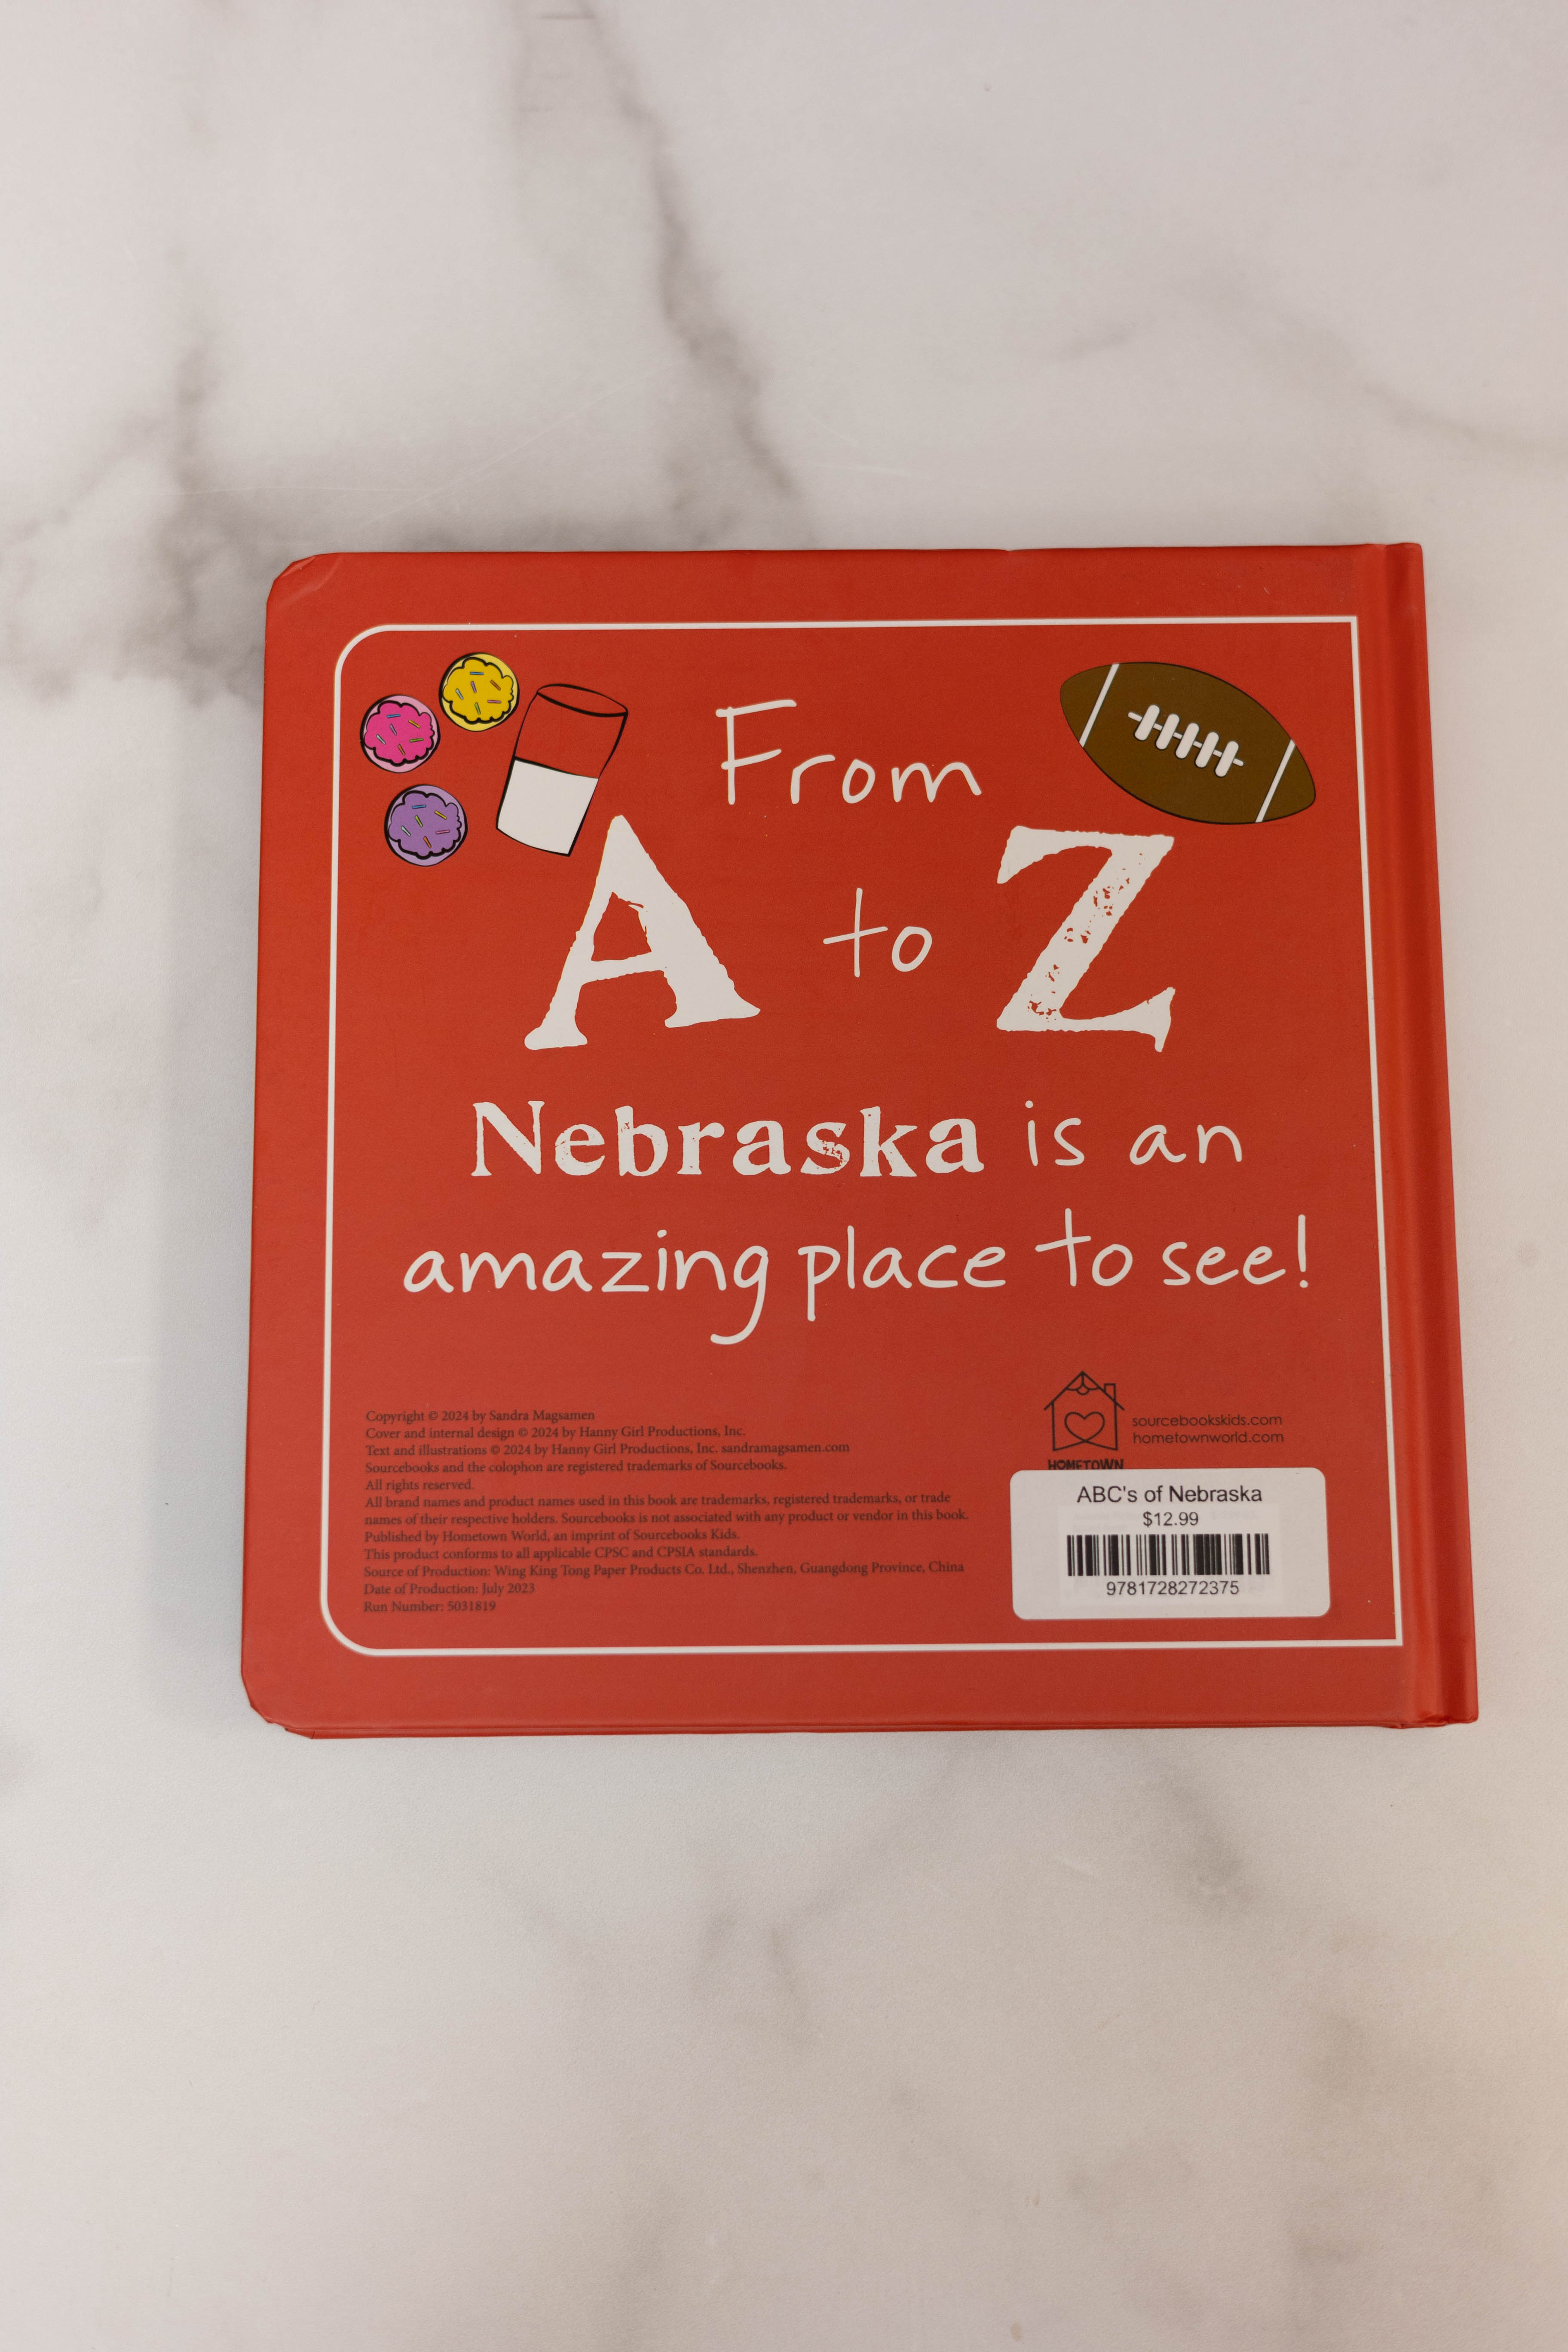 From
A to Z
Nebraska is an
amazing place to see!
Copyright © 2024 by Sandra Magsamen
Cover and internal design © 2024 by Hanny Girl Productions, Inc.
Text and illustrations © 2024 by Hanny Girl Productions, Inc. sandramagsamen.com
Sourcebooks and the colophon are registered trademarks of Sourcebooks.
All rights reserved.
All brand names and product names used in this book are trademarks, registered trademarks, or trade
names of their respective holders. Sourcebooks is not associated with any product or vendor in this book.
Published by Hometown World, an imprint of Sourcebooks Kids.
This product conforms to all applicable CPSC and CPSIA standards.
Source of Production: Wing King Tong Paper Products Co. Ltd., Shenzhen, Guangdong Province, China
Date of Production: July 2023
Run Number: 5031819
sourcebookskids.com
hometownworld.com
HOMETOWN
ABC's of Nebraska
$12.99
9781728272375